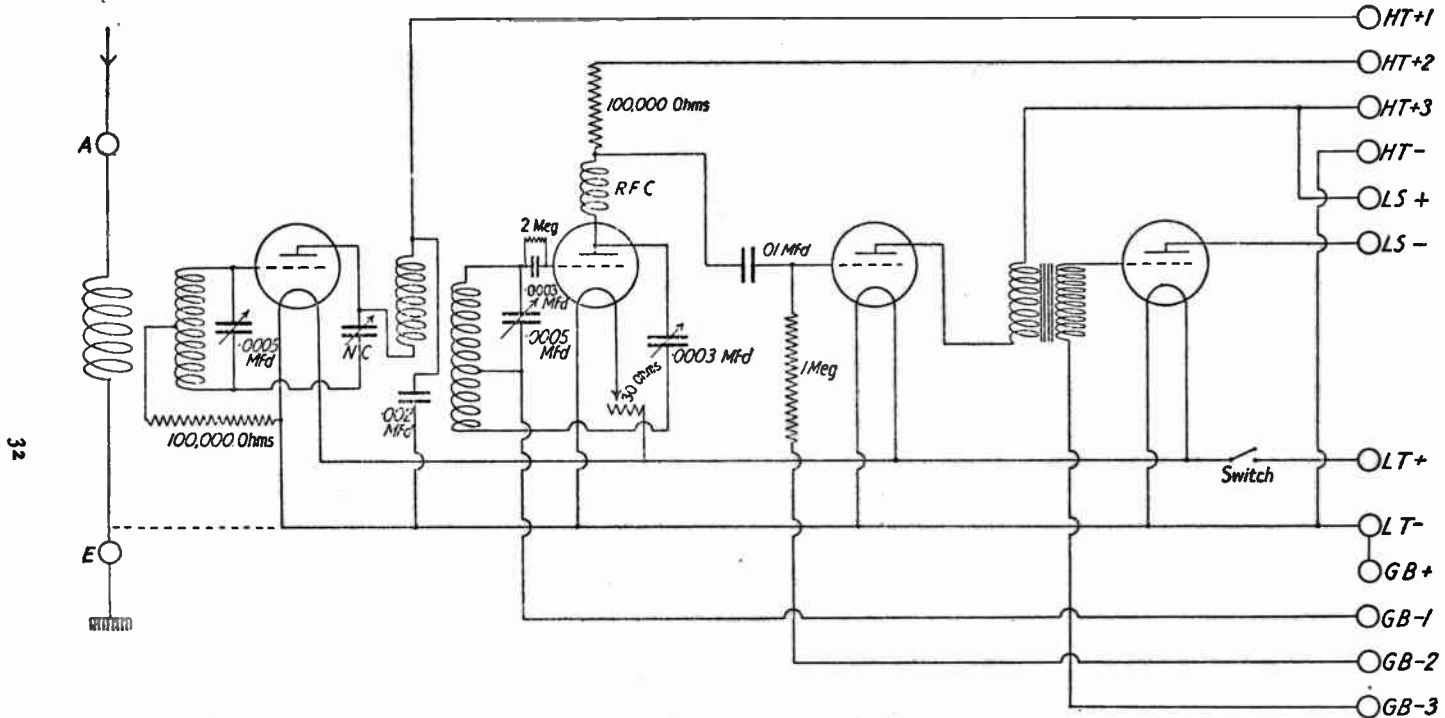 HT+1
HT+2
HT+3
HT-
LS+
LS-
LT+
LT-
GB+
GB-1
GB-2
GB-3
A
E
100,000 Ohms
RFC
2 Meg
.0003
Mfd
.0005
Mfd
.0005
Mfd
NC
.0003 Mfd
30 Ohms
.002
Mfd
100,000 Ohms
01 Mfd
1 Meg
Switch
32